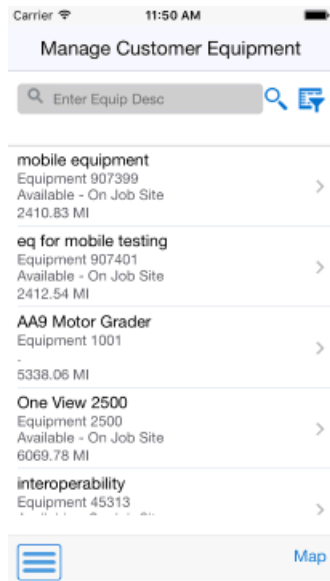 Carrier 11:50 AM
Manage Customer Equipment
Enter Equip Desc
mobile equipment
Equipment 907399
Available - On Job Site
2410.83 MI
eq for mobile testing
Equipment 907401
Available - On Job Site
2412.54 MI
AA9 Motor Grader
Equipment 1001
-
5338.06 MI
One View 2500
Equipment 2500
Available - On Job Site
6069.78 MI
interoperability
Equipment 45313
Map